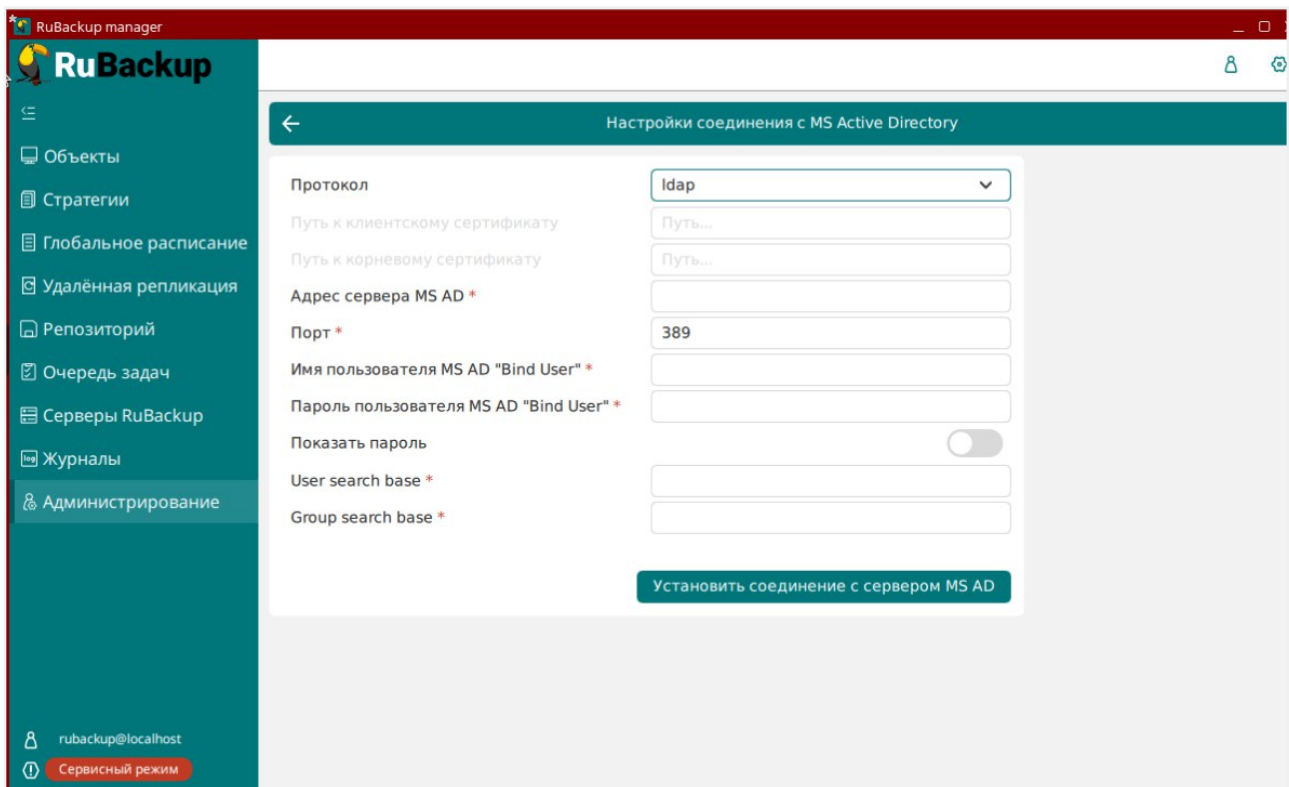 RuBackup manager
RuBackup
Настройки соединения с MS Active Directory
Объекты
Стратегии
Глобальное расписание
Удалённая репликация
Репозиторий
Очередь задач
Серверы RuBackup
log Журналы
Администрирование
Протокол ldap
Путь к клиентскому сертификату Путь...
Путь к корневому сертификату Путь...
Адрес сервера MS AD *
Порт * 389
Имя пользователя MS AD "Bind User" *
Пароль пользователя MS AD "Bind User" *
Показать пароль
User search base *
Group search base *
Установить соединение с сервером MS AD
rubackup@localhost
Сервисный режим